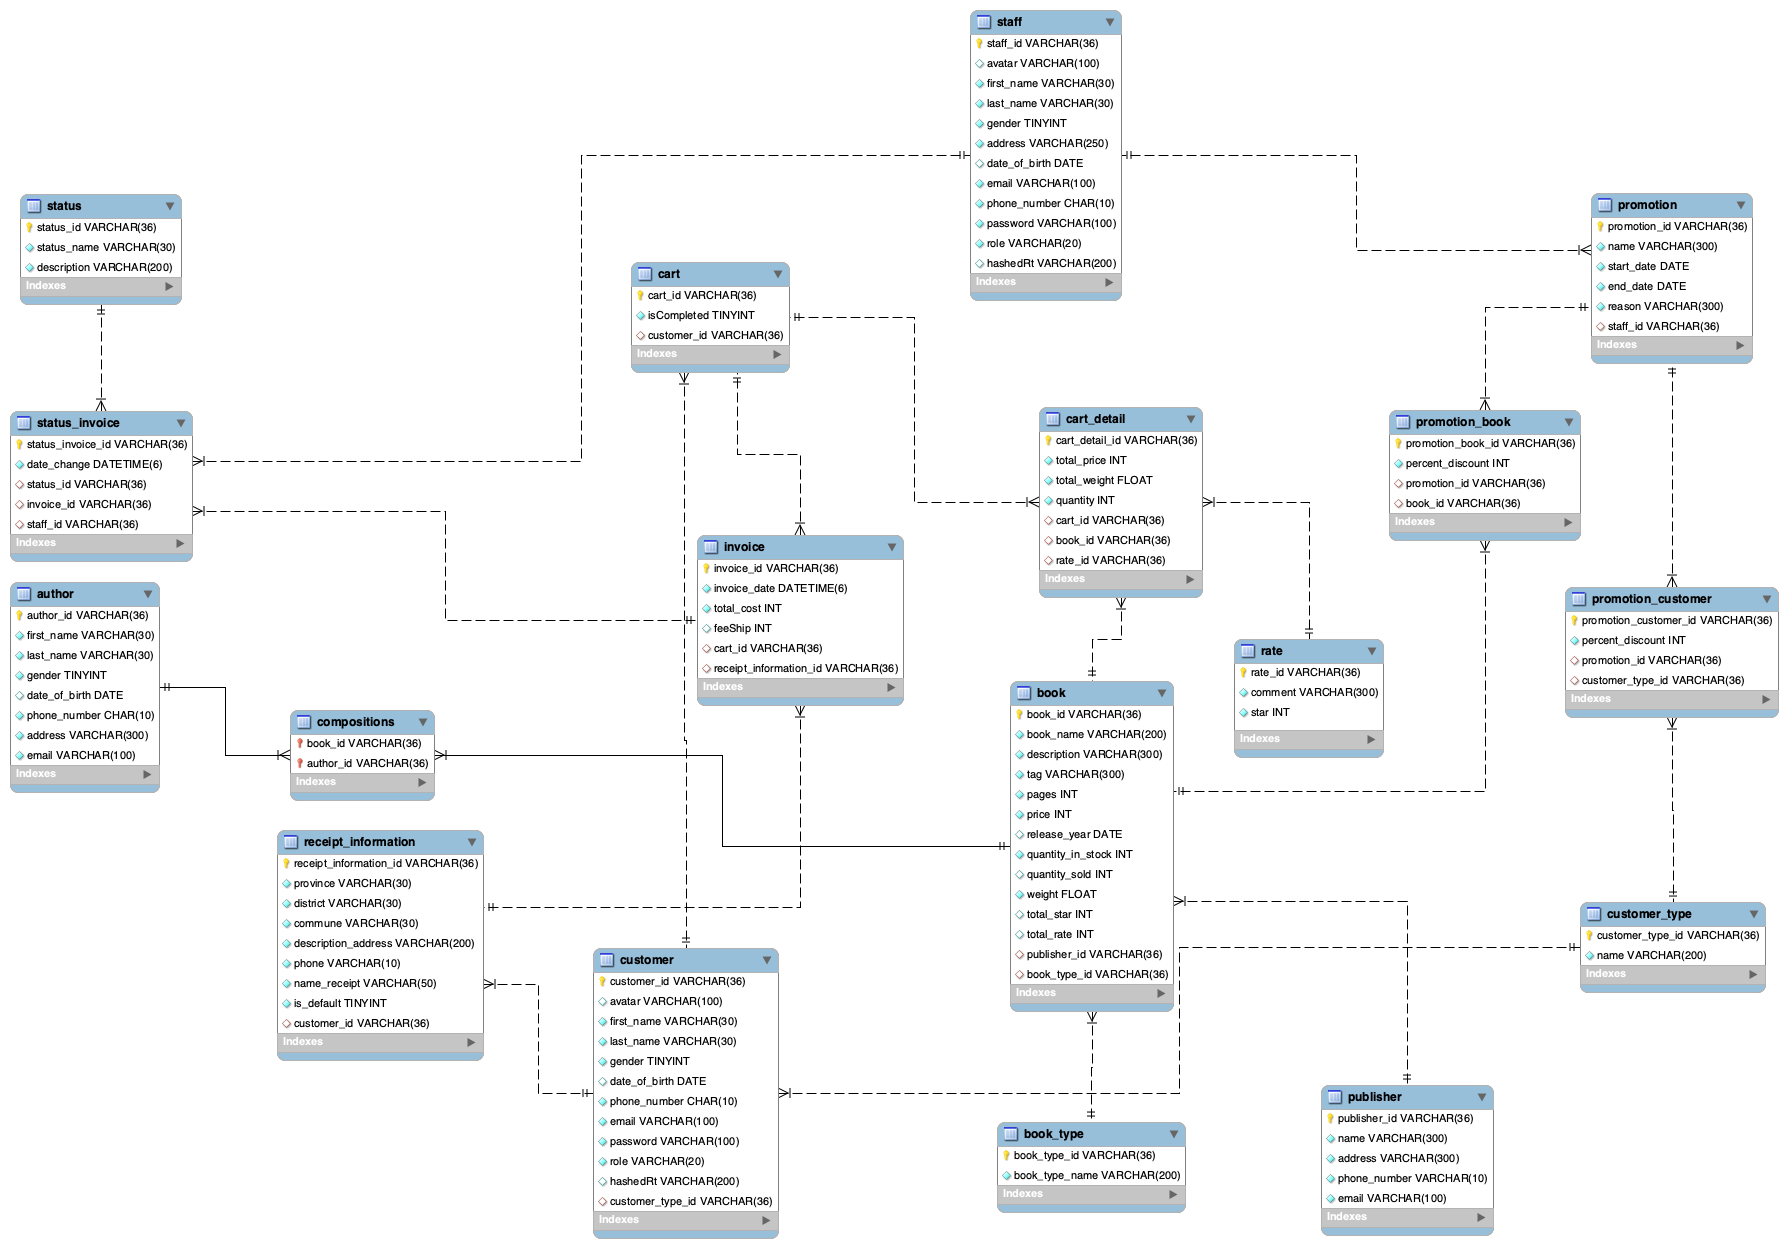 staff
staff_id VARCHAR(36)
avatar VARCHAR(100)
first_name VARCHAR(30)
last_name VARCHAR(30)
gender TINYINT
address VARCHAR(250)
date_of_birth DATE
email VARCHAR(100)
phone_number CHAR(10)
password VARCHAR(100)
role VARCHAR(20)
hashedRt VARCHAR(200)
Indexes
status
status_id VARCHAR(36)
status_name VARCHAR(30)
description VARCHAR(200)
Indexes
promotion
promotion_id VARCHAR(36)
name VARCHAR(300)
start_date DATE
end_date DATE
reason VARCHAR(300)
staff_id VARCHAR(36)
Indexes
cart
cart_id VARCHAR(36)
isCompleted TINYINT
customer_id VARCHAR(36)
Indexes
status_invoice
status_invoice_id VARCHAR(36)
date_change DATETIME(6)
status_id VARCHAR(36)
invoice_id VARCHAR(36)
staff_id VARCHAR(36)
Indexes
cart_detail
cart_detail_id VARCHAR(36)
total_price INT
total_weight FLOAT
quantity INT
cart_id VARCHAR(36)
book_id VARCHAR(36)
rate_id VARCHAR(36)
Indexes
promotion_book
promotion_book_id VARCHAR(36)
percent_discount INT
promotion_id VARCHAR(36)
book_id VARCHAR(36)
Indexes
invoice
invoice_id VARCHAR(36)
invoice_date DATETIME(6)
total_cost INT
feeShip INT
cart_id VARCHAR(36)
receipt_information_id VARCHAR(36)
Indexes
author
author_id VARCHAR(36)
first_name VARCHAR(30)
last_name VARCHAR(30)
gender TINYINT
date_of_birth DATE
phone_number CHAR(10)
address VARCHAR(300)
email VARCHAR(100)
Indexes
promotion_customer
promotion_customer_id VARCHAR(36)
percent_discount INT
promotion_id VARCHAR(36)
customer_type_id VARCHAR(36)
Indexes
rate
rate_id VARCHAR(36)
comment VARCHAR(300)
star INT
Indexes
book
book_id VARCHAR(36)
book_name VARCHAR(200)
description VARCHAR(300)
tag VARCHAR(300)
pages INT
price INT
release_year DATE
quantity_in_stock INT
quantity_sold INT
weight FLOAT
total_star INT
total_rate INT
publisher_id VARCHAR(36)
book_type_id VARCHAR(36)
Indexes
compositions
book_id VARCHAR(36)
author_id VARCHAR(36)
Indexes
receipt_information
receipt_information_id VARCHAR(36)
province VARCHAR(30)
district VARCHAR(30)
commune VARCHAR(30)
description_address VARCHAR(200)
phone VARCHAR(10)
name_receipt VARCHAR(50)
is_default TINYINT
customer_id VARCHAR(36)
Indexes
customer_type
customer_type_id VARCHAR(36)
name VARCHAR(200)
Indexes
customer
customer_id VARCHAR(36)
avatar VARCHAR(100)
first_name VARCHAR(30)
last_name VARCHAR(30)
gender TINYINT
date_of_birth DATE
phone_number CHAR(10)
email VARCHAR(100)
password VARCHAR(100)
role VARCHAR(20)
hashedRt VARCHAR(200)
customer_type_id VARCHAR(36)
Indexes
publisher
publisher_id VARCHAR(36)
name VARCHAR(300)
address VARCHAR(300)
phone_number VARCHAR(10)
email VARCHAR(100)
Indexes
book_type
book_type_id VARCHAR(36)
book_type_name VARCHAR(200)
Indexes